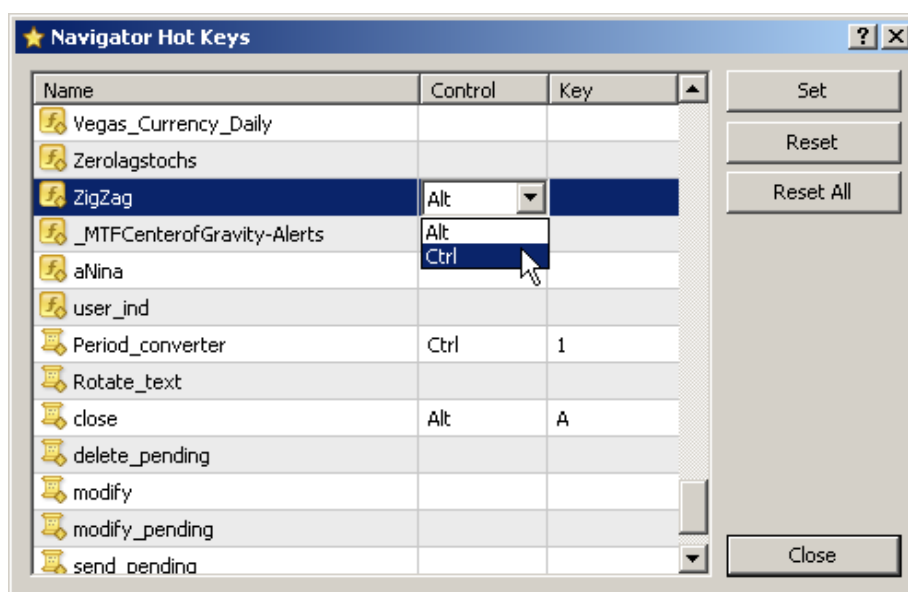 Navigator Hot Keys
Name Control Key
Vegas_Currency_Daily
Zerolagstochs
ZigZag Alt
_MTFCenterofGravity-Alerts Alt
Ctrl
aNina
user_ind
Period_converter Ctrl 1
Rotate_text
close Alt A
delete_pending
modify
modify_pending
send_pending
Set
Reset
Reset All
Close